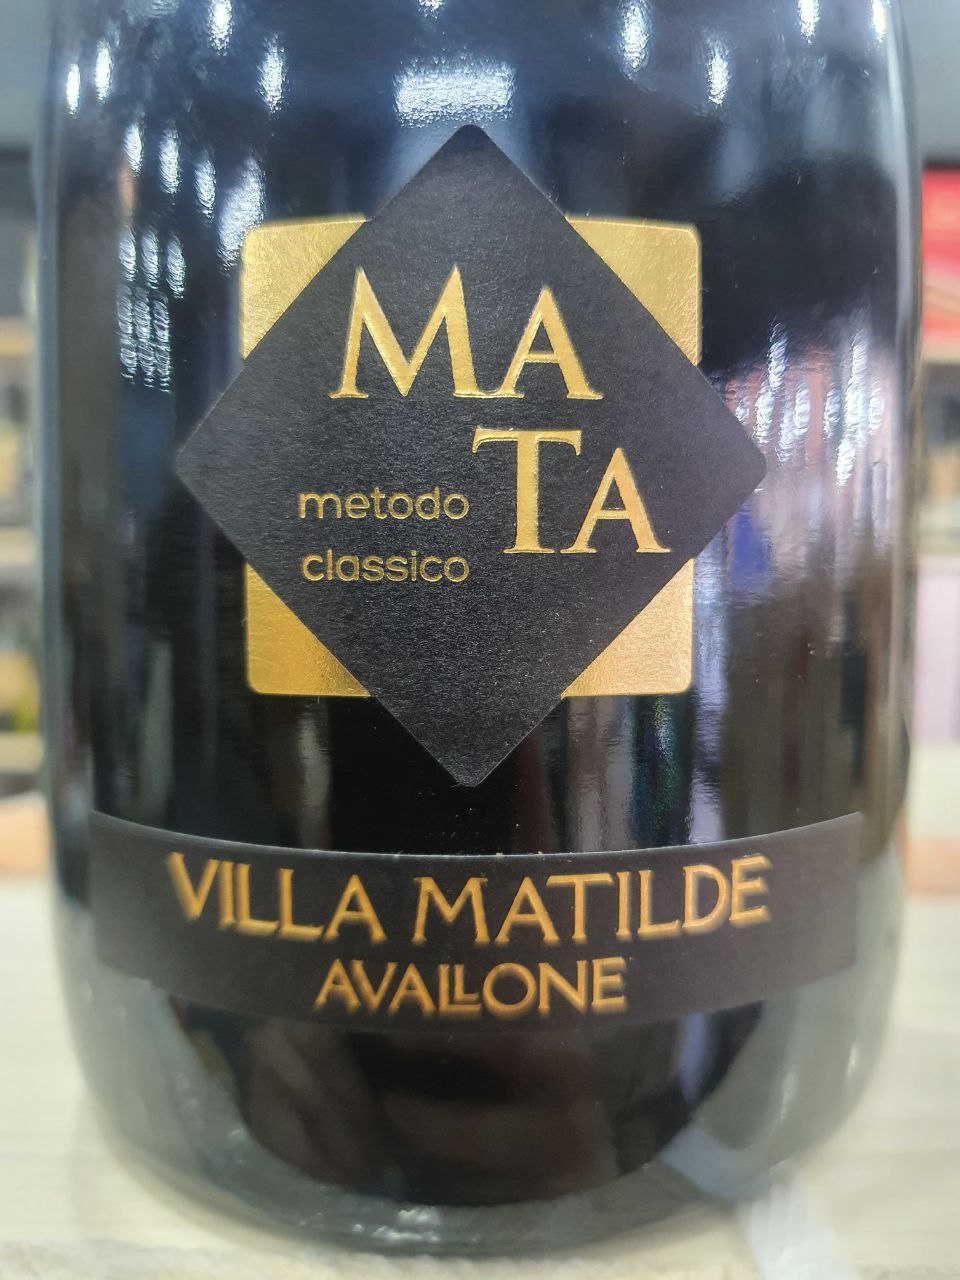 MA
TA
metodo
classico
VILLA MATILDE
AVALLONE